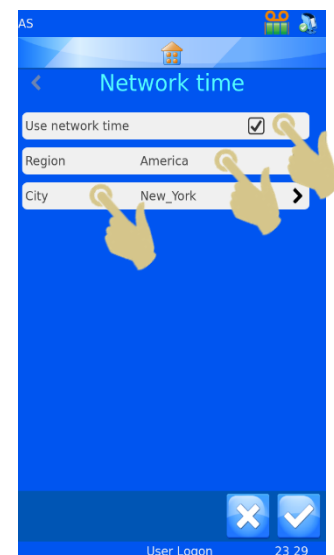 AS
Network time
Use network time
Region America
City New_York
User Logon 23 29